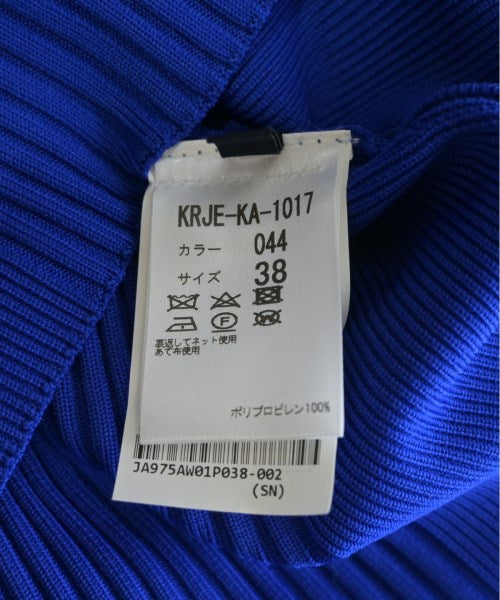 KRJE-KA-1017
カラー 044
サイズ 38
F W
裏返してネット使用
あて布使用
ポリプロピレン100%
JA975AW01P038-002
(SN)